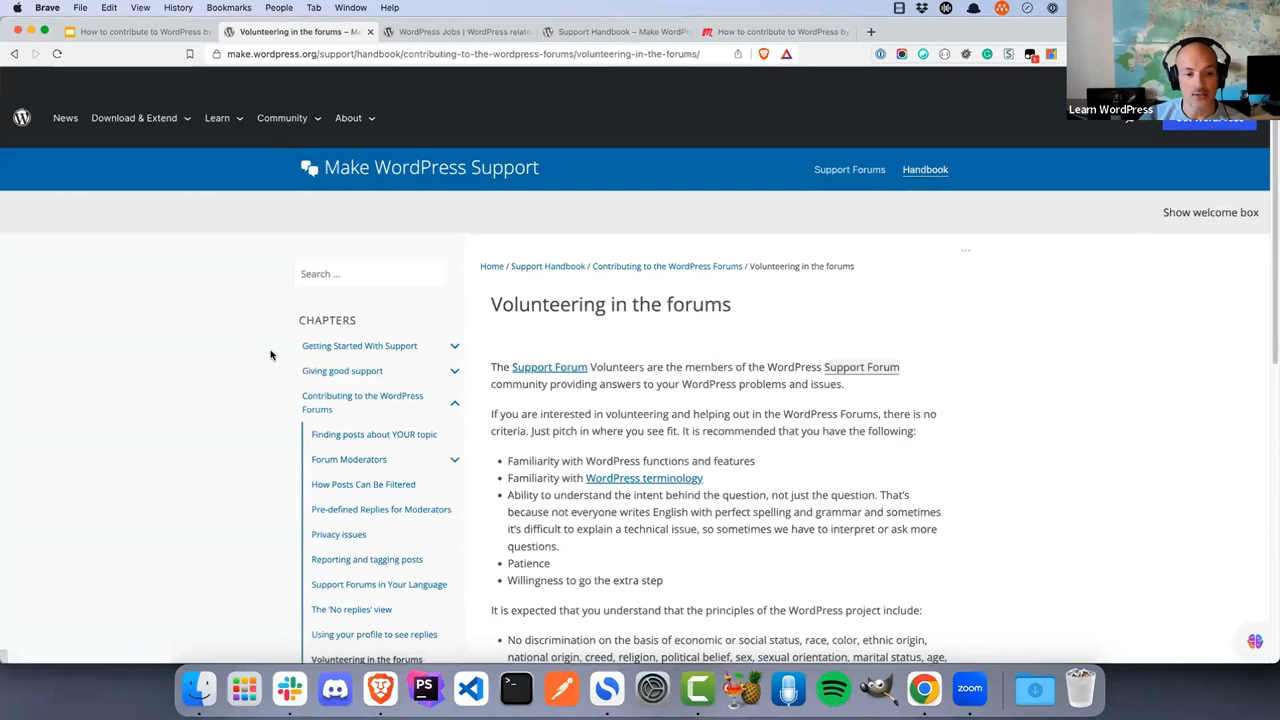 Brave File Edit View History Bookmarks People Tab Window Help
How to contribute to WordPress by
Volunteering in the forums – M
WordPress Jobs | WordPress relate
Support Handbook – Make WordPr
How to contribute to WordPress by
make.wordpress.org/support/handbook/contributing-to-the-wordpress-forums/volunteering-in-the-forums/
Learn WordPress
News Download & Extend Learn Community About
Make WordPress Support
Support Forums Handbook
Show welcome box
Search ...
CHAPTERS
Getting Started With Support
Giving good support
Contributing to the WordPress
Forums
Finding posts about YOUR topic
Forum Moderators
How Posts Can Be Filtered
Pre-defined Replies for Moderators
Privacy issues
Reporting and tagging posts
Support Forums in Your Language
The ‘No replies’ view
Using your profile to see replies
Volunteering in the forums
Home / Support Handbook / Contributing to the WordPress Forums / Volunteering in the forums
Volunteering in the forums
The Support Forum Volunteers are the members of the WordPress Support Forum
community providing answers to your WordPress problems and issues.
If you are interested in volunteering and helping out in the WordPress Forums, there is no
criteria. Just pitch in where you see fit. It is recommended that you have the following:
• Familiarity with WordPress functions and features
• Familiarity with WordPress terminology
• Ability to understand the intent behind the question, not just the question. That’s
because not everyone writes English with perfect spelling and grammar and sometimes
it’s difficult to explain a technical issue, so sometimes we have to interpret or ask more
questions.
• Patience
• Willingness to go the extra step
It is expected that you understand that the principles of the WordPress project include:
• No discrimination on the basis of economic or social status, race, color, ethnic origin,
national origin, creed, religion, political belief, sex, sexual orientation, marital status, age,
PS
zoom